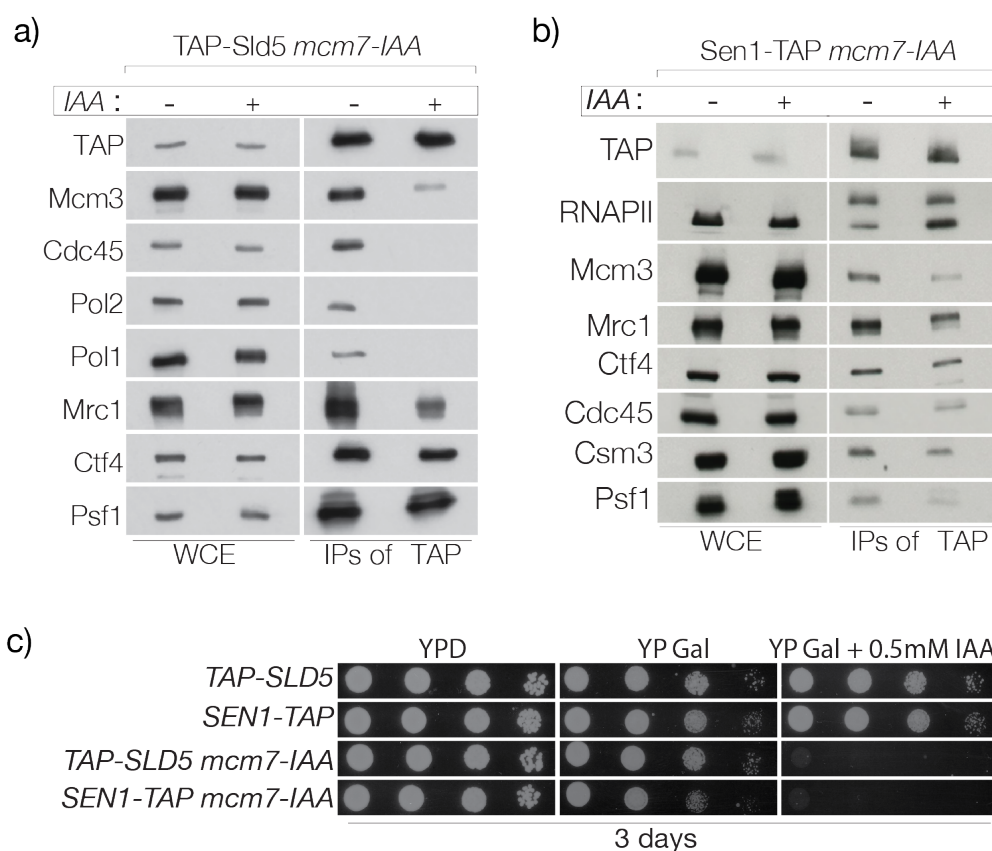 a)
TAP-Sld5 mcm7-IAA
IAA : - + - +
TAP
Mcm3
Cdc45
Pol2
Pol1
Mrc1
Ctf4
Psf1
WCE IPs of TAP
b)
Sen1-TAP mcm7-IAA
IAA : - + - +
TAP
RNAPII
Mcm3
Mrc1
Ctf4
Cdc45
Csm3
Psf1
WCE IPs of TAP
c)
YPD YP Gal YP Gal + 0.5mM IAA
TAP-SLD5
SEN1-TAP
TAP-SLD5 mcm7-IAA
SEN1-TAP mcm7-IAA
3 days